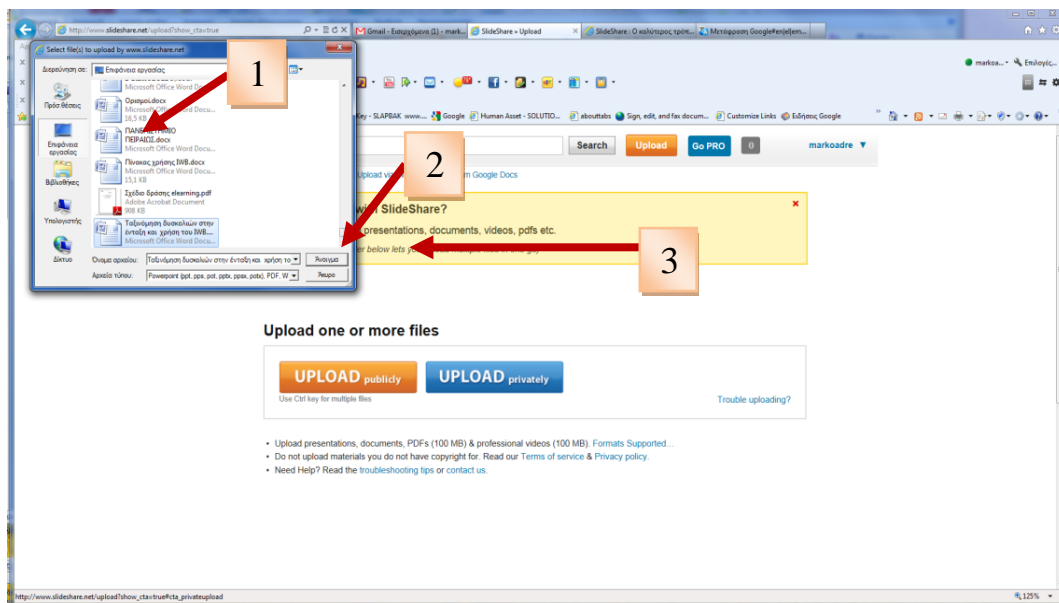 http://www.slideshare.net/upload?show_cta=true
Gmail - Εισερχόμενα (1) - mark...
SlideShare » Upload
SlideShare : Ο καλύτερος τρόπ...
Μετάφραση Google#en|el|em...
Select file(s) to upload by www.slideshare.net
markoa...
Επιλογές...
Διερεύνηση σε:
Επιφάνεια εργασίας
1
Microsoft Office Word Docu...
Πρόσ θέσεις
Ορισμοί.docx
Microsoft Office Word Docu...
16,5 KB
Key - SLAPBAK www....
Google
Human Asset - SOLUTIO...
abouttabs
Sign, edit, and fax docum...
Customize Links
Ειδήσεις Google
Επιφάνεια εργασίας
ΠΑΝΕΠΙΣΤΗΜΙΟ
ΠΕΙΡΑΙΩΣ.docx
Microsoft Office Word Docu...
2
Search
Upload
Go PRO
0
markoadre
Βιβλιοθήκες
Πίνακας χρήσης IWB.docx
Microsoft Office Word Docu...
15,1 KB
Upload via
m Google Docs
Σχέδιο δράσης elearning.pdf
Adobe Acrobat Document
908 KB
with SlideShare?
Υπολογιστής
Ταξινόμηση δυσκολιών στην
ένταξη και χρήση του IWB....
Microsoft Office Word Docu...
presentations, documents, videos, pdfs etc.
Δίκτυο
er below lets
3
Όνομα αρχείου:
Ταξινόμηση δυσκολιών στην ένταξη και χρήση το
Άνοιγμα
Αρχεία τύπου:
Powerpoint (ppt, pps, pot, pptx, ppsx, potx), PDF, W
Άκυρο
Upload one or more files
UPLOAD publicly
UPLOAD privately
Use Ctrl key for multiple files
Trouble uploading?
• Upload presentations, documents, PDFs (100 MB) & professional videos (100 MB). Formats Supported...
• Do not upload materials you do not have copyright for. Read our Terms of service & Privacy policy.
• Need Help? Read the troubleshooting tips or contact us.
http://www.slideshare.net/upload?show_cta=true#cta_privateupload
125%